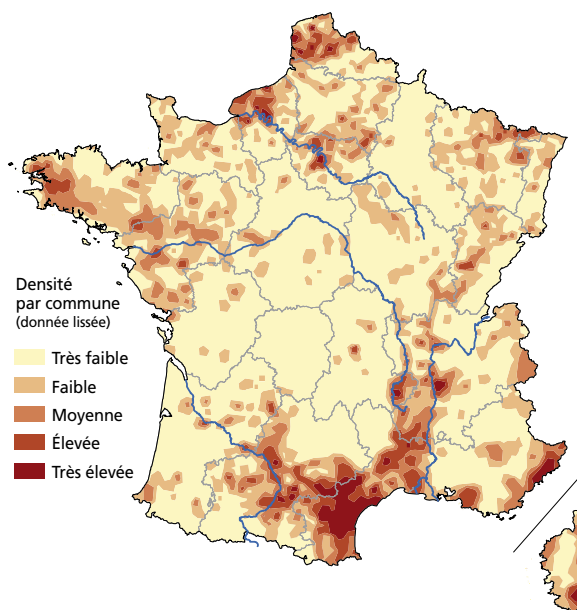 Densité
par commune
(donnée lissée)
Très faible
Faible
Moyenne
Élevée
Très élevée